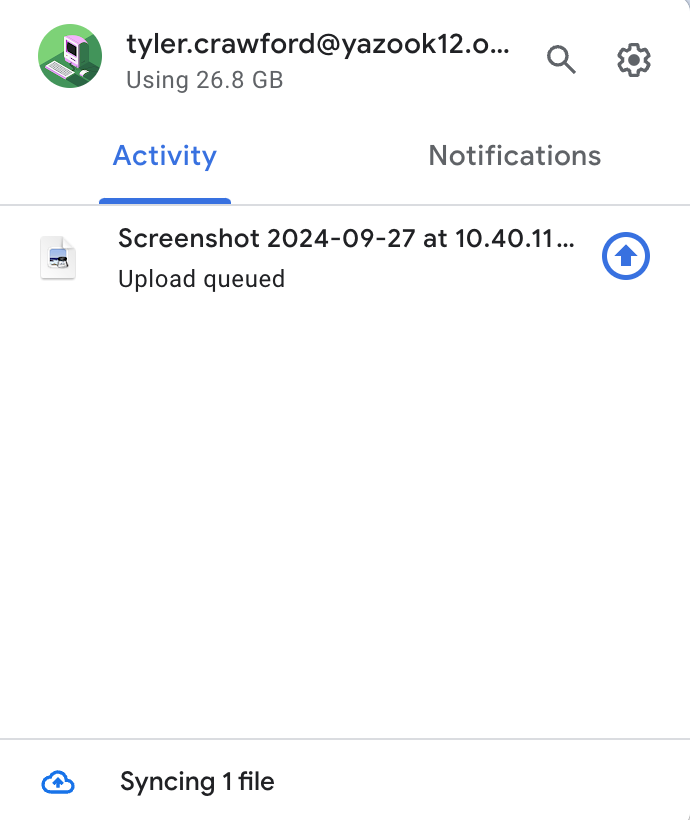 tyler.crawford@yazook12.o...
Using 26.8 GB
Activity
Notifications
Screenshot 2024-09-27 at 10.40.11...
Upload queued
Syncing 1 file